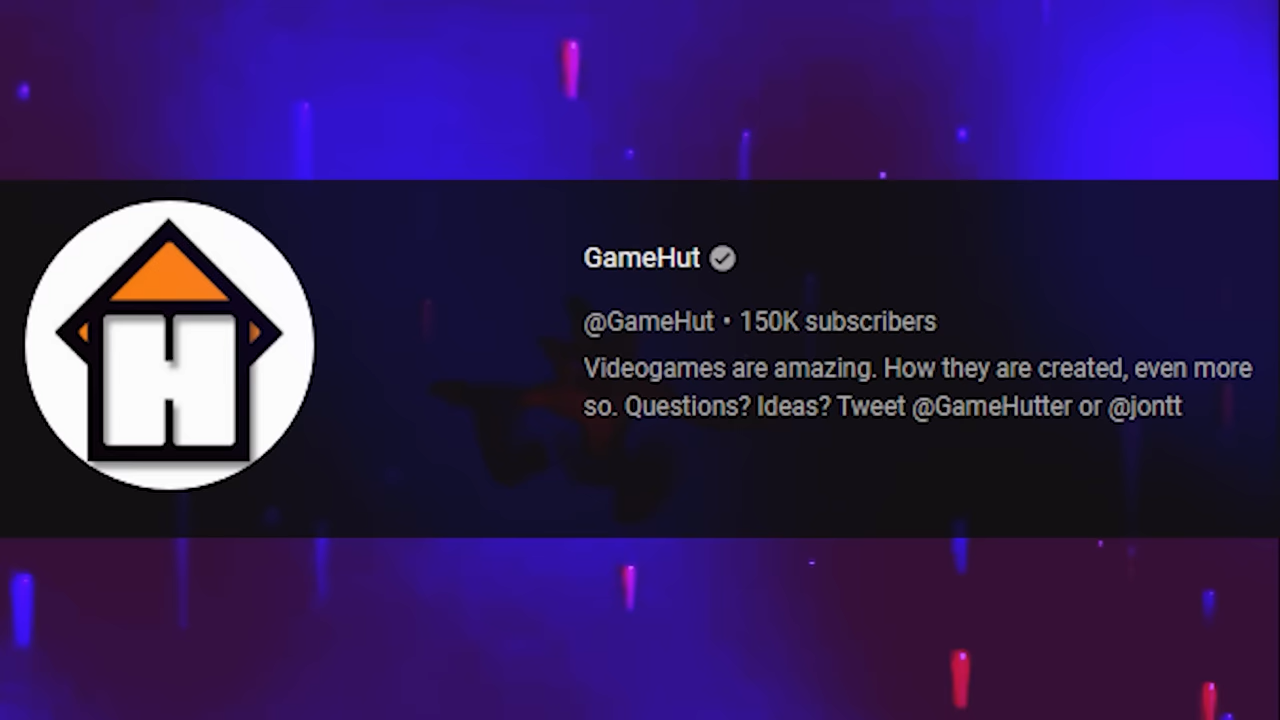 H
GameHut
@GameHut • 150K subscribers
Videogames are amazing. How they are created, even more
so. Questions? Ideas? Tweet @GameHutter or @jontt